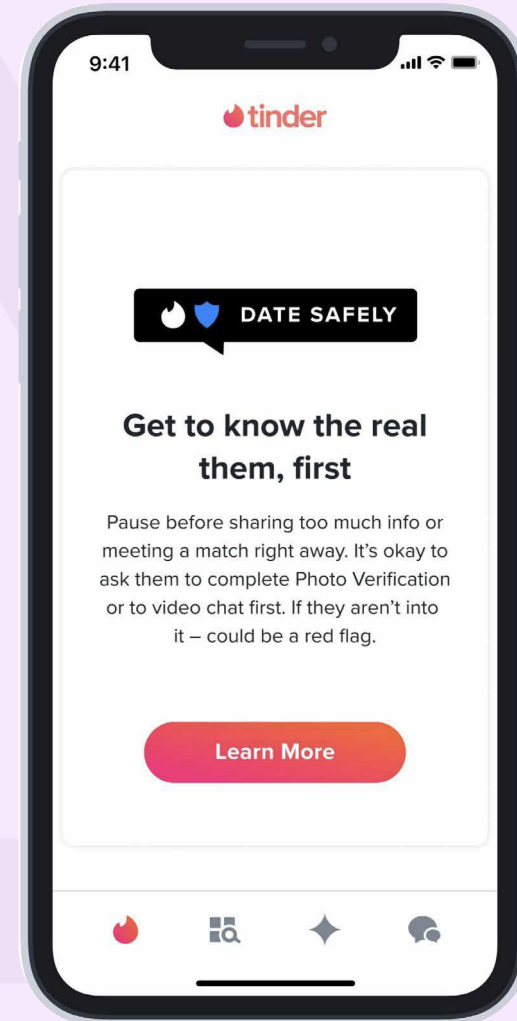 9:41
tinder
DATE SAFELY
Get to know the real
them, first
Pause before sharing too much info or
meeting a match right away. It’s okay to
ask them to complete Photo Verification
or to video chat first. If they aren’t into
it – could be a red flag.
Learn More